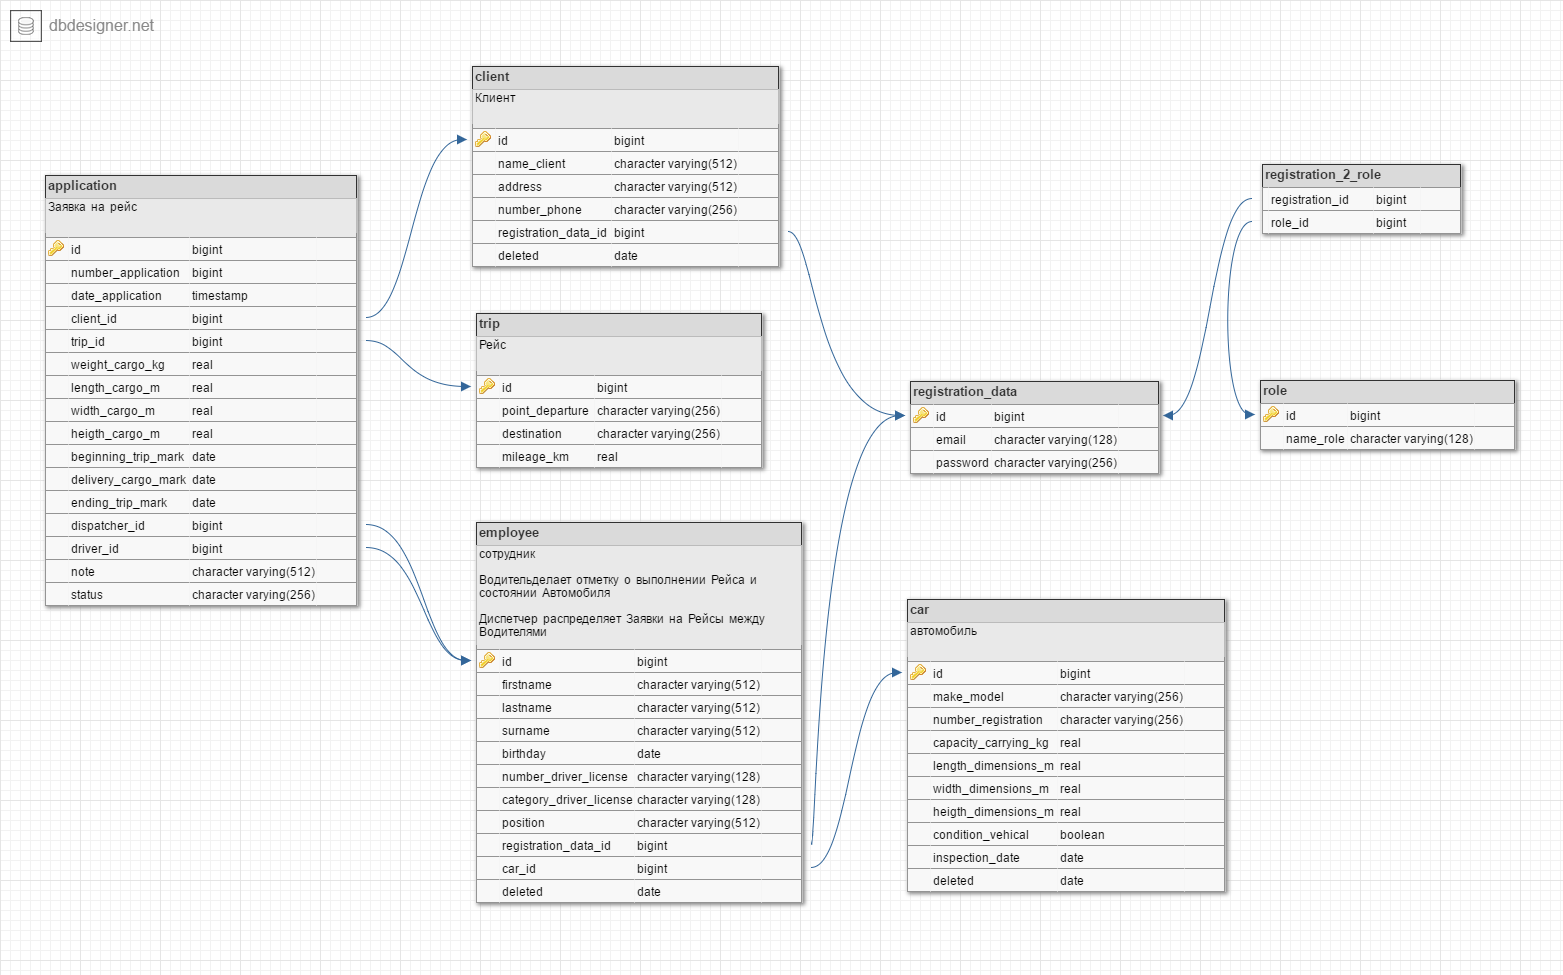 dbdesigner.net
client
Клиент
id bigint
name_client character varying(512)
address character varying(512)
number_phone character varying(256)
registration_data_id bigint
deleted date
application
Заявка на рейс
id bigint
number_application bigint
date_application timestamp
client_id bigint
trip_id bigint
weight_cargo_kg real
length_cargo_m real
width_cargo_m real
heigth_cargo_m real
beginning_trip_mark date
delivery_cargo_mark date
ending_trip_mark date
dispatcher_id bigint
driver_id bigint
note character varying(512)
status character varying(256)
trip
Рейс
id bigint
point_departure character varying(256)
destination character varying(256)
mileage_km real
employee
сотрудник
Водительделает отметку о выполнении Рейса и
состоянии Автомобиля
Диспетчер распределяет Заявки на Рейсы между
Водителями
id bigint
firstname character varying(512)
lastname character varying(512)
surname character varying(512)
birthday date
number_driver_license character varying(128)
category_driver_license character varying(128)
position character varying(512)
registration_data_id bigint
car_id bigint
deleted date
registration_data
id bigint
email character varying(128)
password character varying(256)
registration_2_role
registration_id bigint
role_id bigint
role
id bigint
name_role character varying(128)
car
автомобиль
id bigint
make_model character varying(256)
number_registration character varying(256)
capacity_carrying_kg real
length_dimensions_m real
width_dimensions_m real
heigth_dimensions_m real
condition_vehical boolean
inspection_date date
deleted date